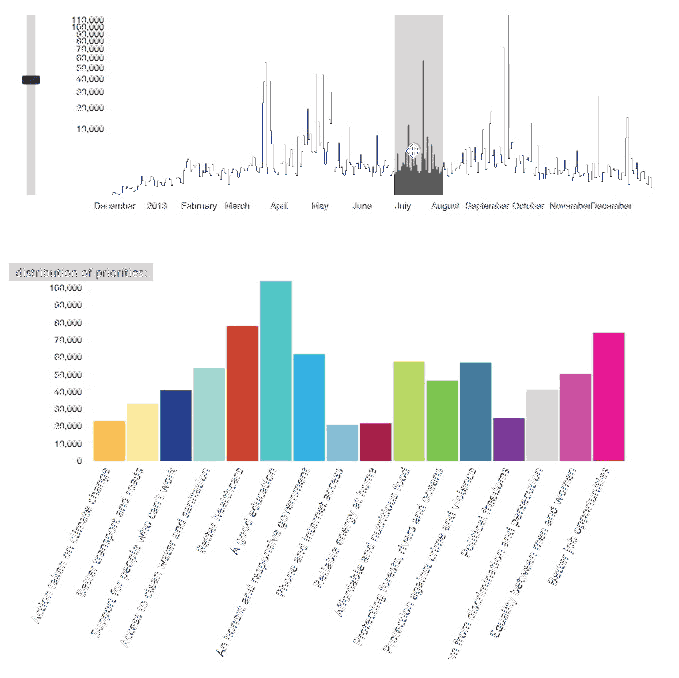 110,000
100,000
90,000
80,000
70,000
60,000
50,000
40,000
30,000
20,000
10,000
December 2013 February March April May June July August September October November December
distribution of priorities:
100,000
90,000
80,000
70,000
60,000
50,000
40,000
30,000
20,000
10,000
0
Action taken on climate change
Better transport and roads
Support for people who can't work
Access to clean water and sanitation
Better healthcare
A good education
An honest and responsive government
Phone and internet access
Reliable energy at home
Affordable and nutritious food
Protecting forests, rivers and oceans
Protection against crime and violence
Political freedoms
from discrimination and persecution
Equality between men and women
Better job opportunities